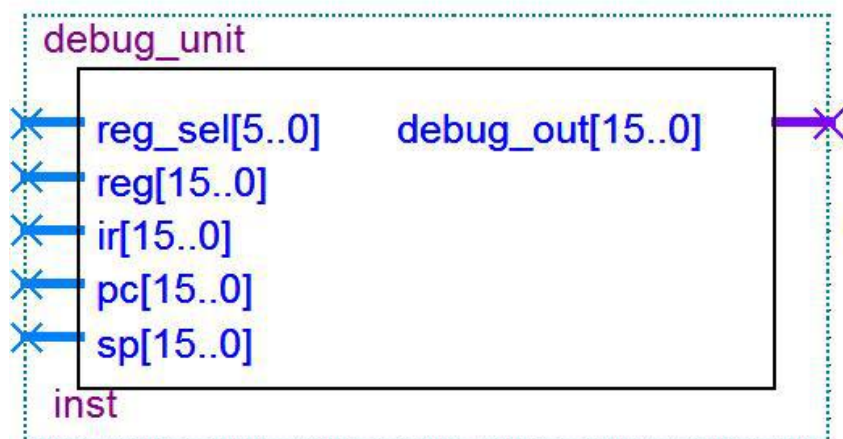 debug_unit
reg_sel[5..0] debug_out[15..0]
reg[15..0]
ir[15..0]
pc[15..0]
sp[15..0]
inst